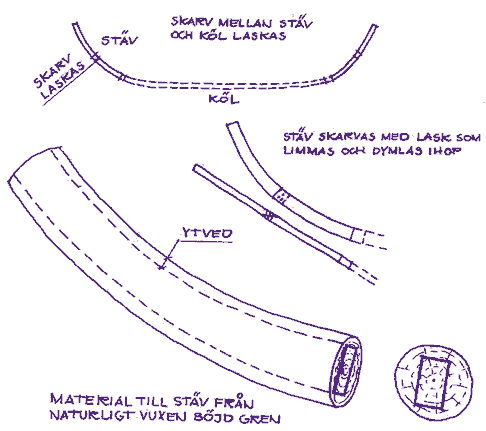 SKARV MELLAN STÄV
OCH KÖL LASKAS
STÄV
SKARV
LASKAS
KÖL
STÄV SKARVAS MED LASK SOM
LIMMAS OCH DYMLAS IHOP
YTVED
MATERIAL TILL STÄV FRÅN
NATURLIGT VUXEN BÖJD GREN